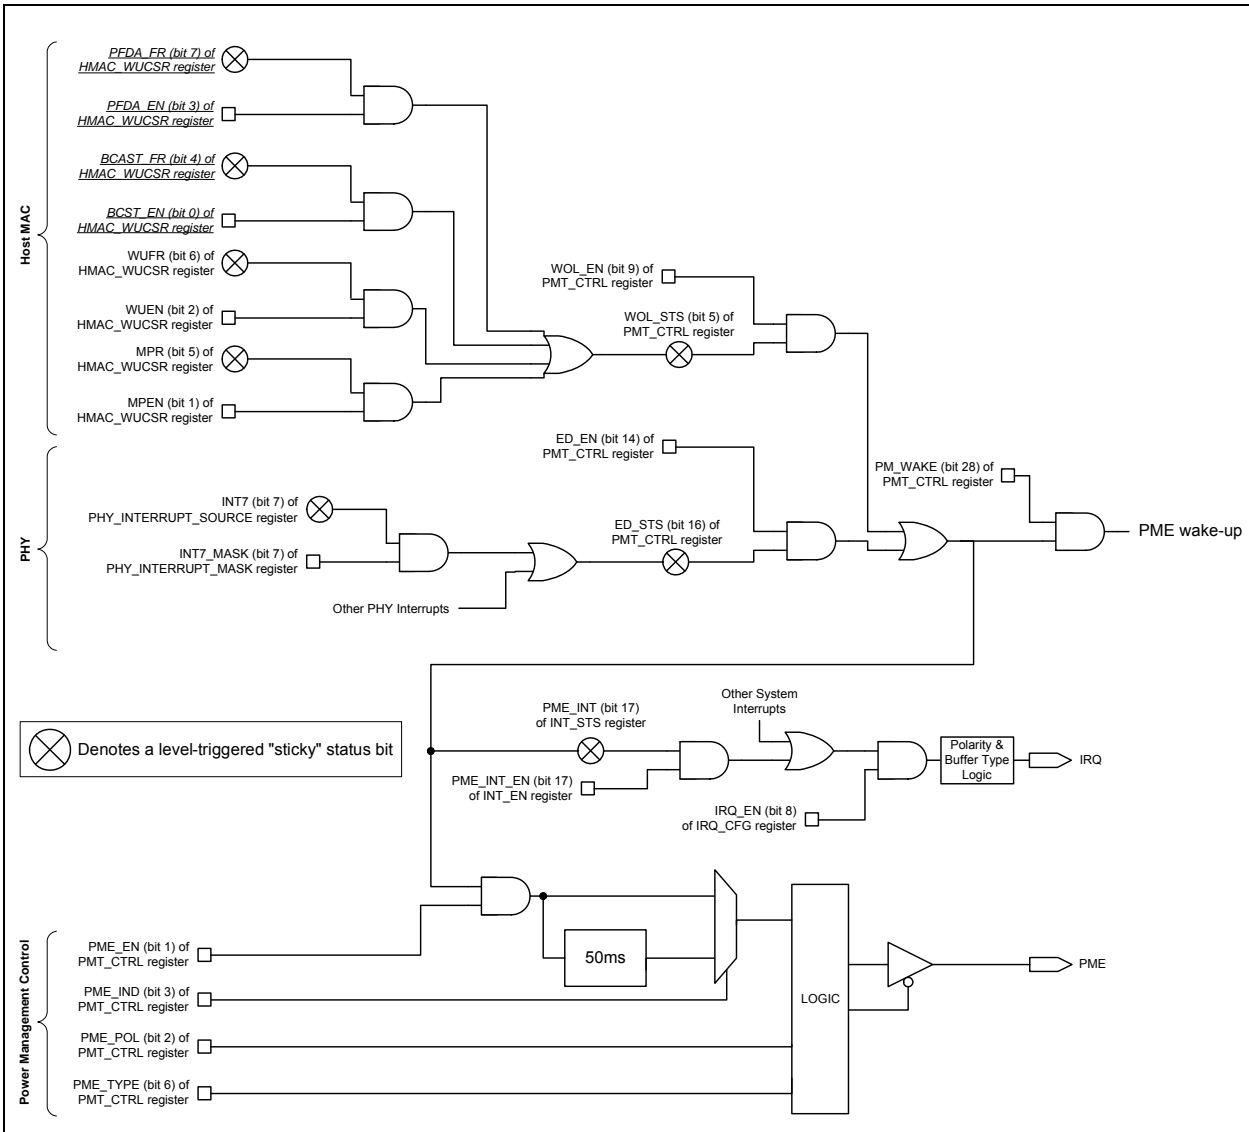 Host MAC
PFDA_FR (bit 7) of
HMAC_WUCSR register
PFDA_EN (bit 3) of
HMAC_WUCSR register
BCAST_FR (bit 4) of
HMAC_WUCSR register
BCST_EN (bit 0) of
HMAC_WUCSR register
WUFR (bit 6) of
HMAC_WUCSR register
WUEN (bit 2) of
HMAC_WUCSR register
MPR (bit 5) of
HMAC_WUCSR register
MPEN (bit 1) of
HMAC_WUCSR register
WOL_EN (bit 9) of
PMT_CTRL register
WOL_STS (bit 5) of
PMT_CTRL register
PHY
INT7 (bit 7) of
PHY_INTERRUPT_SOURCE register
INT7_MASK (bit 7) of
PHY_INTERRUPT_MASK register
Other PHY Interrupts
ED_EN (bit 14) of
PMT_CTRL register
ED_STS (bit 16) of
PMT_CTRL register
PM_WAKE (bit 28) of
PMT_CTRL register
PME wake-up
Denotes a level-triggered "sticky" status bit
PME_INT (bit 17)
of INT_STS register
PME_INT_EN (bit 17)
of INT_EN register
Other System
Interrupts
IRQ_EN (bit 8)
of IRQ_CFG register
Polarity &
Buffer Type
Logic
IRQ
Power Management Control
PME_EN (bit 1) of
PMT_CTRL register
PME_IND (bit 3) of
PMT_CTRL register
PME_POL (bit 2) of
PMT_CTRL register
PME_TYPE (bit 6) of
PMT_CTRL register
50ms
LOGIC
PME